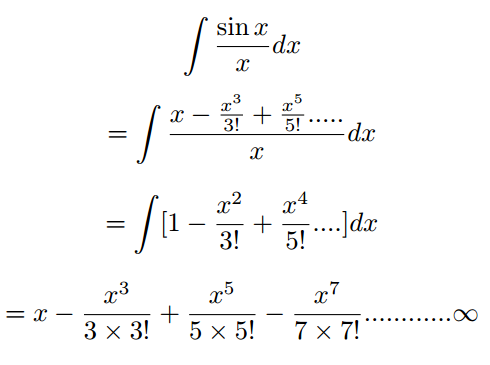 ∫ sin x / x dx
= ∫ (x − x³/3! + x⁵/5! .....) / x dx
= ∫ [1 − x²/3! + x⁴/5! ....]dx
= x − x³/(3 × 3!) + x⁵/(5 × 5!) − x⁷/(7 × 7!) ............∞